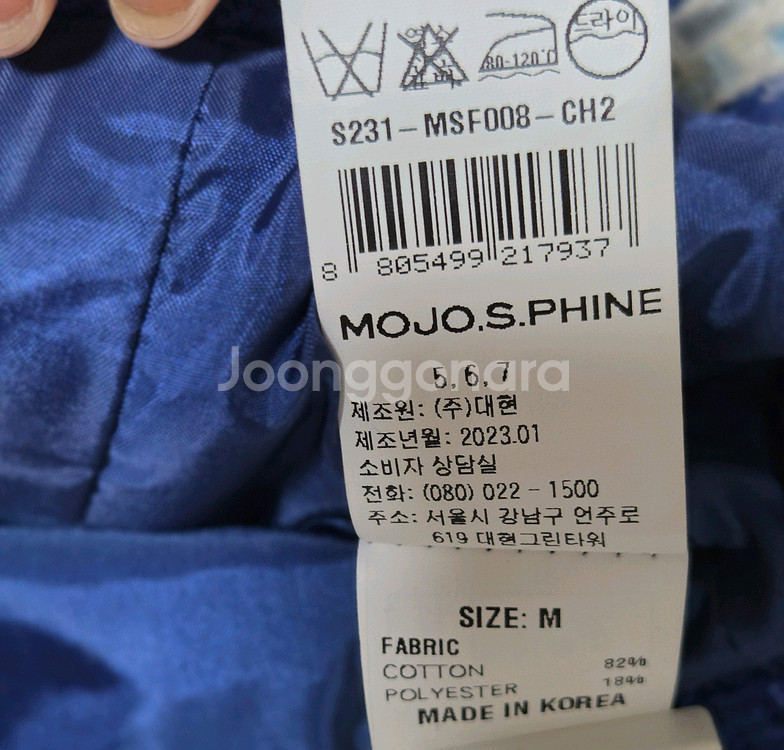 80-120°C
드라이
S231-MSF008-CH2
8 805499 217937
MOJO.S.PHINE
Joonggonara
5,6,7
제조원: (주)대현
제조년월: 2023.01
소비자 상담실
전화: (080) 022 - 1500
주소: 서울시 강남구 언주로
619 대현그린타워
SIZE: M
FABRIC
COTTON 82%
POLYESTER 18%
MADE IN KOREA